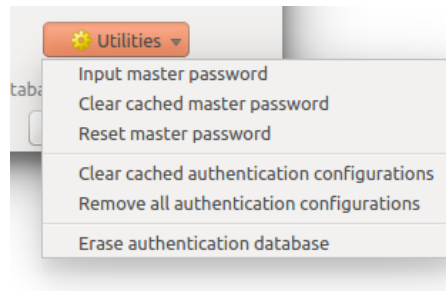 Utilities
Input master password
Clear cached master password
Reset master password
Clear cached authentication configurations
Remove all authentication configurations
Erase authentication database